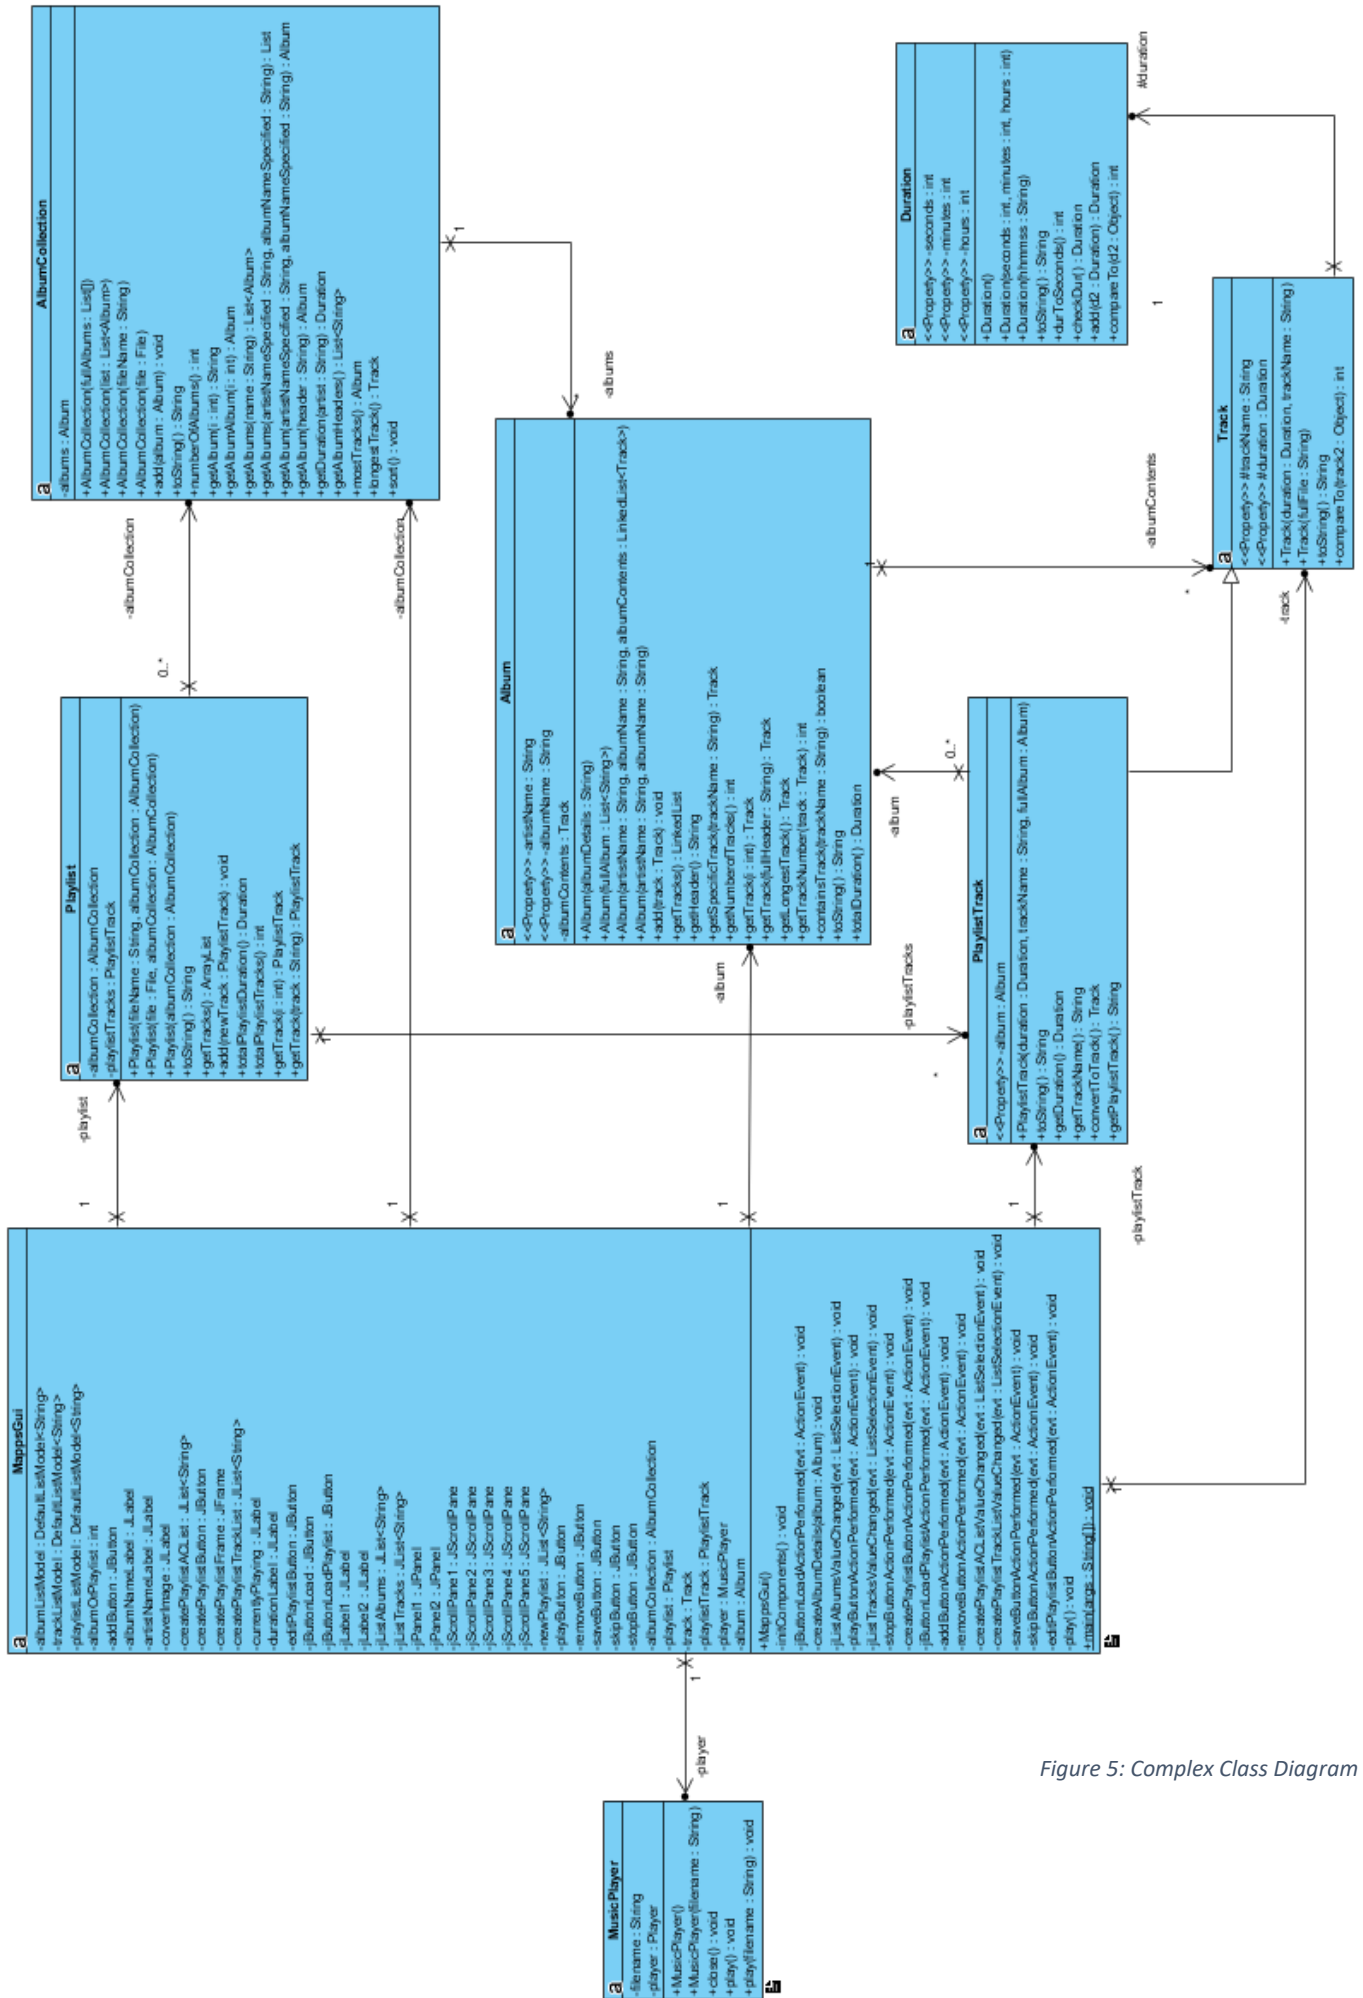 MusicPlayer
-filename : String
-player : Player
+MusicPlayer()
+MusicPlayer(filename : String)
+close() : void
+play() : void
+play(filename : String) : void
-player
1
MappsGui
-albumListModel : DefaultListModel<String>
-trackListModel : DefaultListModel<String>
-playlistListModel : DefaultListModel<String>
-albumOrPlaylist : int
-addButton : JButton
-albumNameLabel : JLabel
-artistNameLabel : JLabel
-coverImage : JLabel
-createPlaylistACList : JList<String>
-createPlaylistButton : JButton
-createPlaylistFrame : JFrame
-createPlaylistTrackList : JList<String>
-currentlyPlaying : JLabel
-durationLabel : JLabel
-editPlaylistButton : JButton
-jButtonLoad : JButton
-jButtonLoadPlaylist : JButton
-jLabel1 : JLabel
-jLabel2 : JLabel
-jListAlbums : JList<String>
-jListTracks : JList<String>
-jPanel1 : JPanel
-jPanel2 : JPanel
-jScrollPane1 : JScrollPane
-jScrollPane2 : JScrollPane
-jScrollPane3 : JScrollPane
-jScrollPane4 : JScrollPane
-jScrollPane5 : JScrollPane
-newPlaylist : JList<String>
-playButton : JButton
-removeButton : JButton
-saveButton : JButton
-skipButton : JButton
-stopButton : JButton
-albumCollection : AlbumCollection
-playlist : Playlist
-track : Track
-playlistTrack : PlaylistTrack
-player : MusicPlayer
-album : Album
+MappsGui()
-initComponents() : void
-jButtonLoadActionPerformed(evt : ActionEvent) : void
-createAlbumDetails(album : Album) : void
-jListAlbumsValueChanged(evt : ListSelectionEvent) : void
-playButtonActionPerformed(evt : ActionEvent) : void
-jListTracksValueChanged(evt : ListSelectionEvent) : void
-stopButtonActionPerformed(evt : ActionEvent) : void
-createPlaylistButtonActionPerformed(evt : ActionEvent) : void
-jButtonLoadPlaylistActionPerformed(evt : ActionEvent) : void
-addButtonActionPerformed(evt : ActionEvent) : void
-removeButtonActionPerformed(evt : ActionEvent) : void
-createPlaylistACListValueChanged(evt : ListSelectionEvent) : void
-createPlaylistTrackListValueChanged(evt : ListSelectionEvent) : void
-saveButtonActionPerformed(evt : ActionEvent) : void
-skipButtonActionPerformed(evt : ActionEvent) : void
-editPlaylistButtonActionPerformed(evt : ActionEvent) : void
-play() : void
+main(args : String[]) : void
1
-playlist
1
-albumCollection
1
-album
1
-playlistTrack
1
-track
Playlist
-albumCollection : AlbumCollection
-playlistTracks : PlaylistTrack
+Playlist(fileName : String, albumCollection : AlbumCollection)
+Playlist(file : File, albumCollection : AlbumCollection)
+Playlist(albumCollection : AlbumCollection)
+toString() : String
+getTracks() : ArrayList
+add(newTrack : PlaylistTrack) : void
+totalPlaylistDuration() : Duration
+totalPlaylistTracks() : int
+getTrack(i : int) : PlaylistTrack
+getTrack(track : String) : PlaylistTrack
0..*
-albumCollection
1
*
-playlistTracks
PlaylistTrack
<<Property>> -album : Album
+PlaylistTrack(duration : Duration, trackName : String, fullAlbum : Album)
+toString() : String
+getDuration() : Duration
+getTrackName() : String
+convertToTrack() : Track
+getPlaylistTrack() : String
0..*
-album
Album
<<Property>> -artistName : String
<<Property>> -albumName : String
-albumContents : Track
+Album(albumDetails : String)
+Album(fullAlbum : List<String>)
+Album(artistName : String, albumName : String, albumContents : LinkedList<Track>)
+Album(artistName : String, albumName : String)
+add(track : Track) : void
+getTracks() : LinkedList
+getHeader() : String
+getSpecificTrack(trackName : String) : Track
+getNumberofTracks() : int
+getTrack(i : int) : Track
+getTrack(fullHeader : String) : Track
+getLongestTrack() : Track
+getTrackNumber(track : Track) : int
+containsTrack(trackName : String) : boolean
+toString() : String
+totalDuration() : Duration
1
*
-albumContents
AlbumCollection
-albums : Album
+AlbumCollection(fullAlbums : List[])
+AlbumCollection(list : List<Album>)
+AlbumCollection(fileName : String)
+AlbumCollection(file : File)
+add(album : Album) : void
+toString() : String
+numberOfAlbums() : int
+getAlbum(i : int) : String
+getAlbumAlbum(i : int) : Album
+getAlbums(name : String) : List<Album>
+getAlbums(artistNameSpecified : String, albumNameSpecified : String) : List
+getAlbum(artistNameSpecified : String, albumNameSpecified : String) : Album
+getAlbum(header : String) : Album
+getDuration(artist : String) : Duration
+getAlbumHeaders() : List<String>
+mostTracks() : Album
+longestTrack() : Track
+sort() : void
1
*
-albums
Track
<<Property>> #trackName : String
<<Property>> #duration : Duration
+Track(duration : Duration, trackName : String)
+Track(fullFile : String)
+toString() : String
+compareTo(track2 : Object) : int
1
#duration
Duration
<<Property>> -seconds : int
<<Property>> -minutes : int
<<Property>> -hours : int
+Duration()
+Duration(seconds : int, minutes : int, hours : int)
+Duration(hhmmss : String)
+toString() : String
+durToSeconds() : int
+checkDur() : Duration
+add(d2 : Duration) : Duration
+compareTo(d2 : Object) : int
Figure 5: Complex Class Diagram